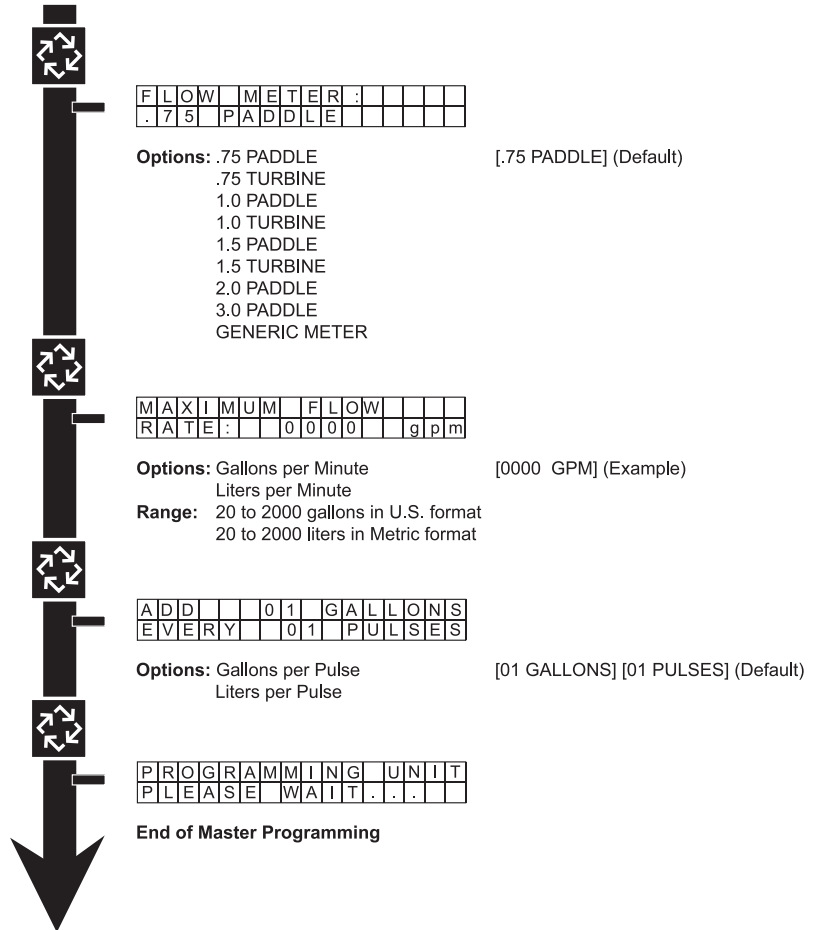 FLOW METER:
.75 PADDLE
Options: .75 PADDLE [.75 PADDLE] (Default)
.75 TURBINE
1.0 PADDLE
1.0 TURBINE
1.5 PADDLE
1.5 TURBINE
2.0 PADDLE
3.0 PADDLE
GENERIC METER
MAXIMUM FLOW
RATE: 0000 gpm
Options: Gallons per Minute [0000 GPM] (Example)
Liters per Minute
Range: 20 to 2000 gallons in U.S. format
20 to 2000 liters in Metric format
ADD 01 GALLONS
EVERY 01 PULSES
Options: Gallons per Pulse [01 GALLONS] [01 PULSES] (Default)
Liters per Pulse
PROGRAMMING UNIT
PLEASE WAIT...
End of Master Programming